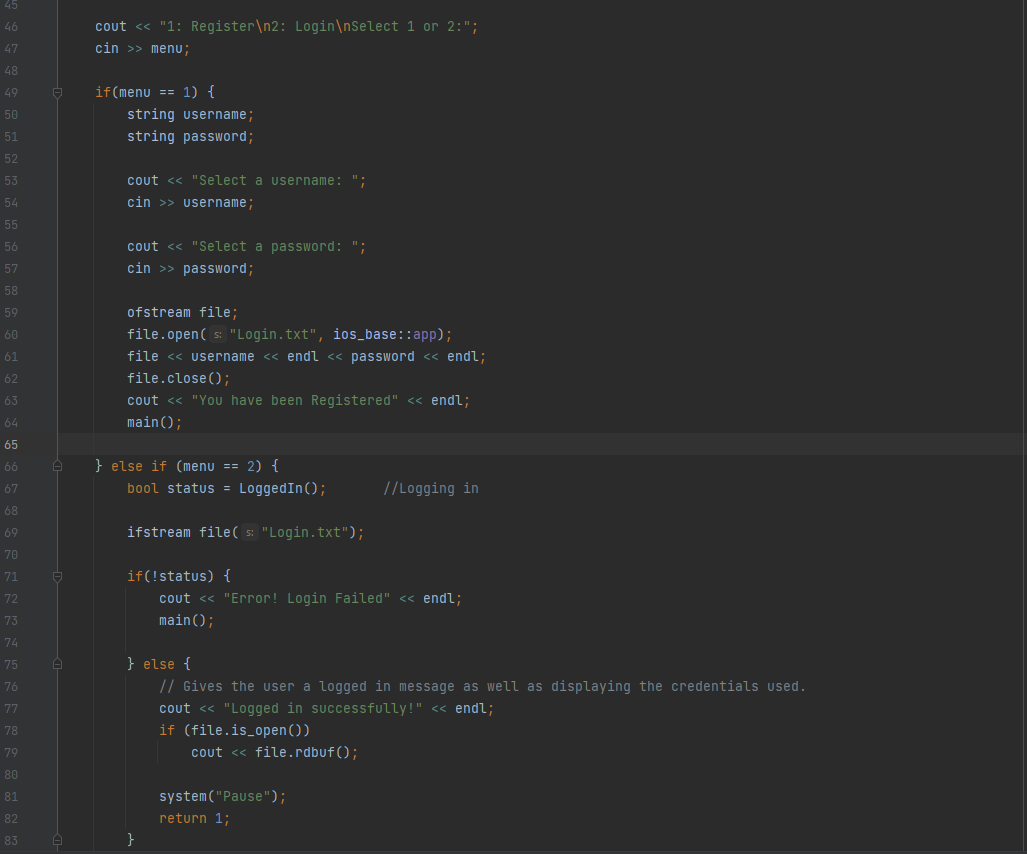 45
46 cout << "1: Register\n2: Login\nSelect 1 or 2:";
47 cin >> menu;
48
49 if(menu == 1) {
50 string username;
51 string password;
52
53 cout << "Select a username: ";
54 cin >> username;
55
56 cout << "Select a password: ";
57 cin >> password;
58
59 ofstream file;
60 file.open( s: "Login.txt", ios_base::app);
61 file << username << endl << password << endl;
62 file.close();
63 cout << "You have been Registered" << endl;
64 main();
65
66 } else if (menu == 2) {
67 bool status = LoggedIn(); //Logging in
68
69 ifstream file( s: "Login.txt");
70
71 if(!status) {
72 cout << "Error! Login Failed" << endl;
73 main();
74
75 } else {
76 // Gives the user a logged in message as well as displaying the credentials used.
77 cout << "Logged in successfully!" << endl;
78 if (file.is_open())
79 cout << file.rdbuf();
80
81 system("Pause");
82 return 1;
83 }